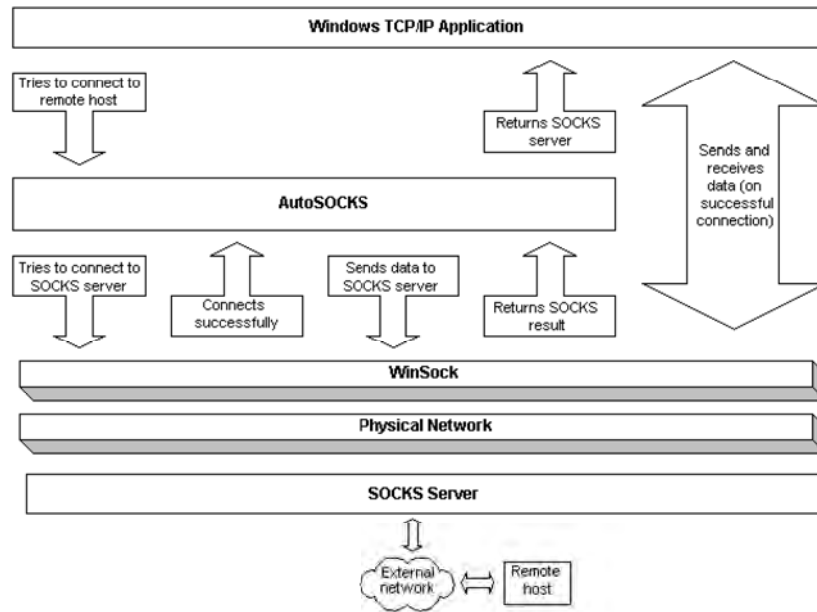 Windows TCP/IP Application
Tries to connect to
remote host
Returns SOCKS
server
Sends and
receives
data (on
successful
connection)
AutoSOCKS
Tries to connect to
SOCKS server
Connects
successfully
Sends data to
SOCKS server
Returns SOCKS
result
WinSock
Physical Network
SOCKS Server
External
network
Remote
host